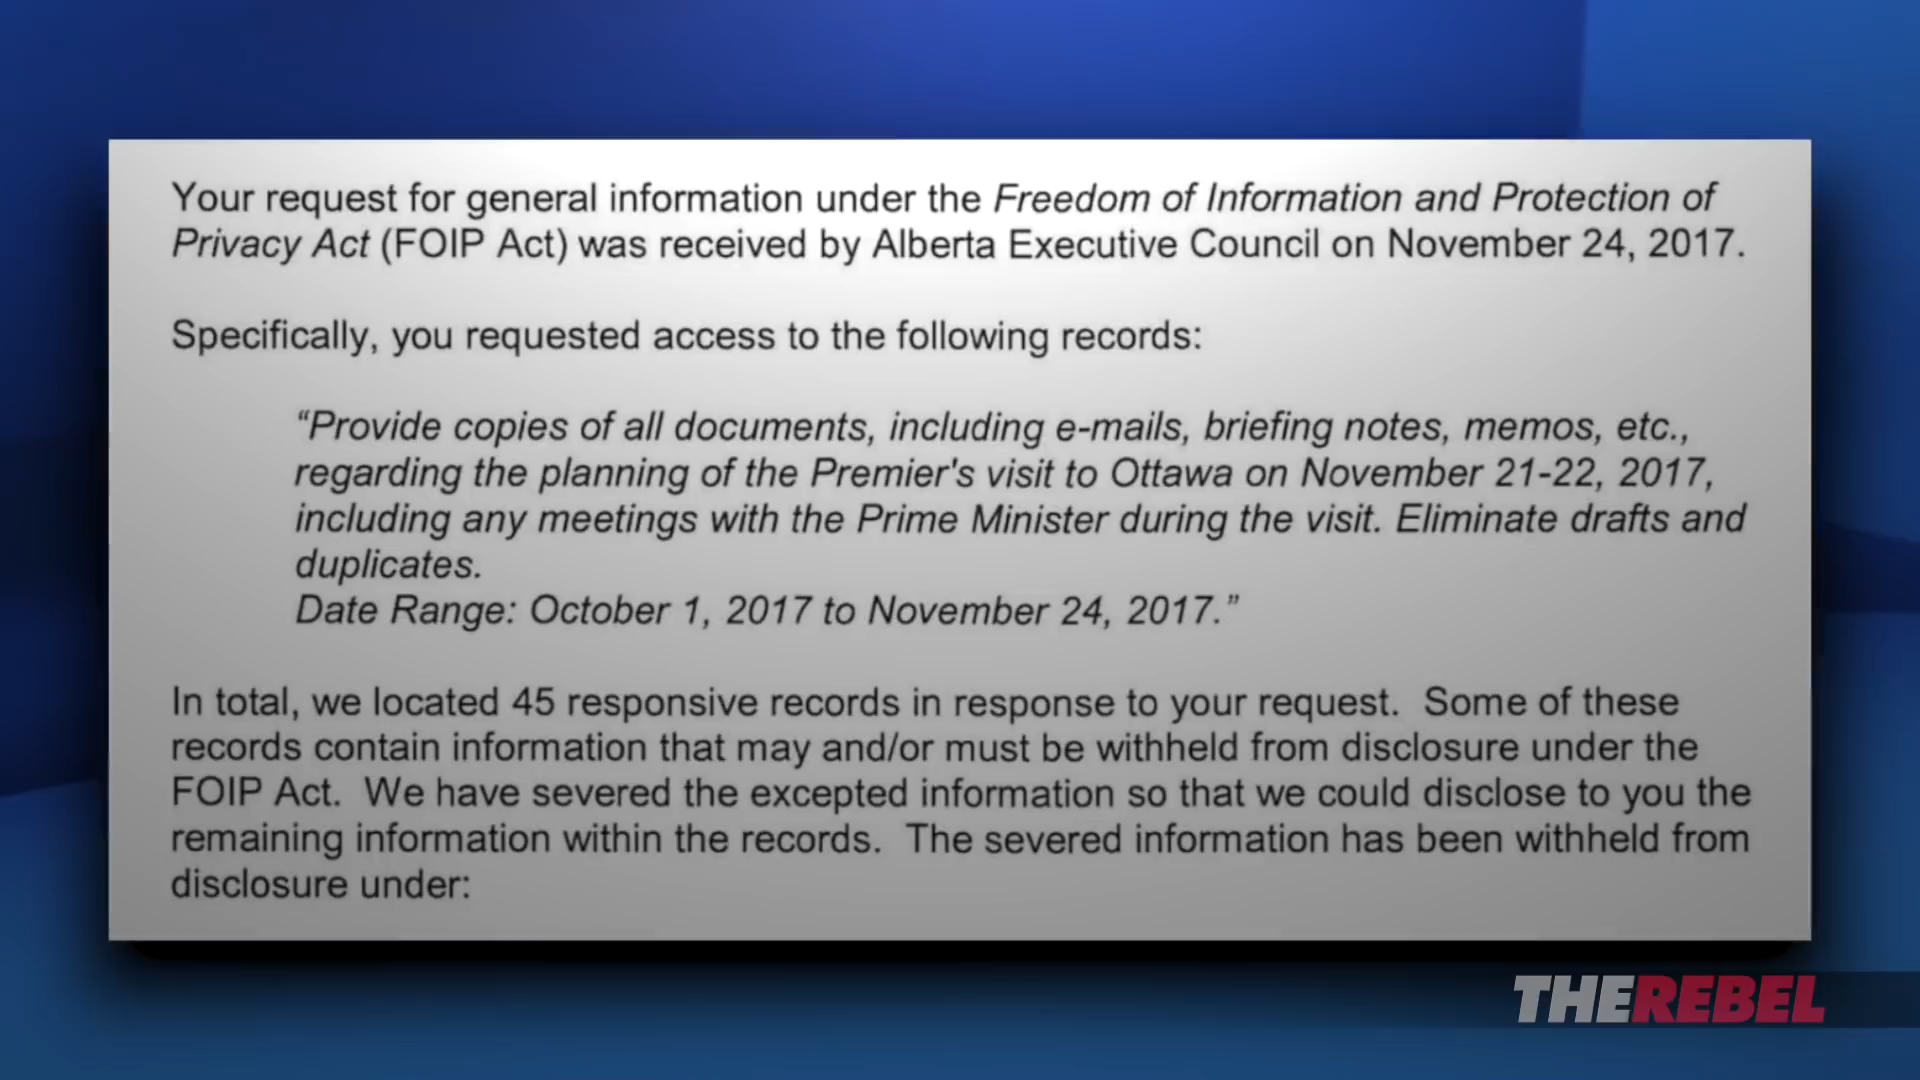 Your request for general information under the Freedom of Information and Protection of
Privacy Act (FOIP Act) was received by Alberta Executive Council on November 24, 2017.
Specifically, you requested access to the following records:
“Provide copies of all documents, including e-mails, briefing notes, memos, etc.,
regarding the planning of the Premier's visit to Ottawa on November 21-22, 2017,
including any meetings with the Prime Minister during the visit. Eliminate drafts and
duplicates.
Date Range: October 1, 2017 to November 24, 2017.”
In total, we located 45 responsive records in response to your request.  Some of these
records contain information that may and/or must be withheld from disclosure under the
FOIP Act.  We have severed the excepted information so that we could disclose to you the
remaining information within the records.  The severed information has been withheld from
disclosure under:
THEREBEL